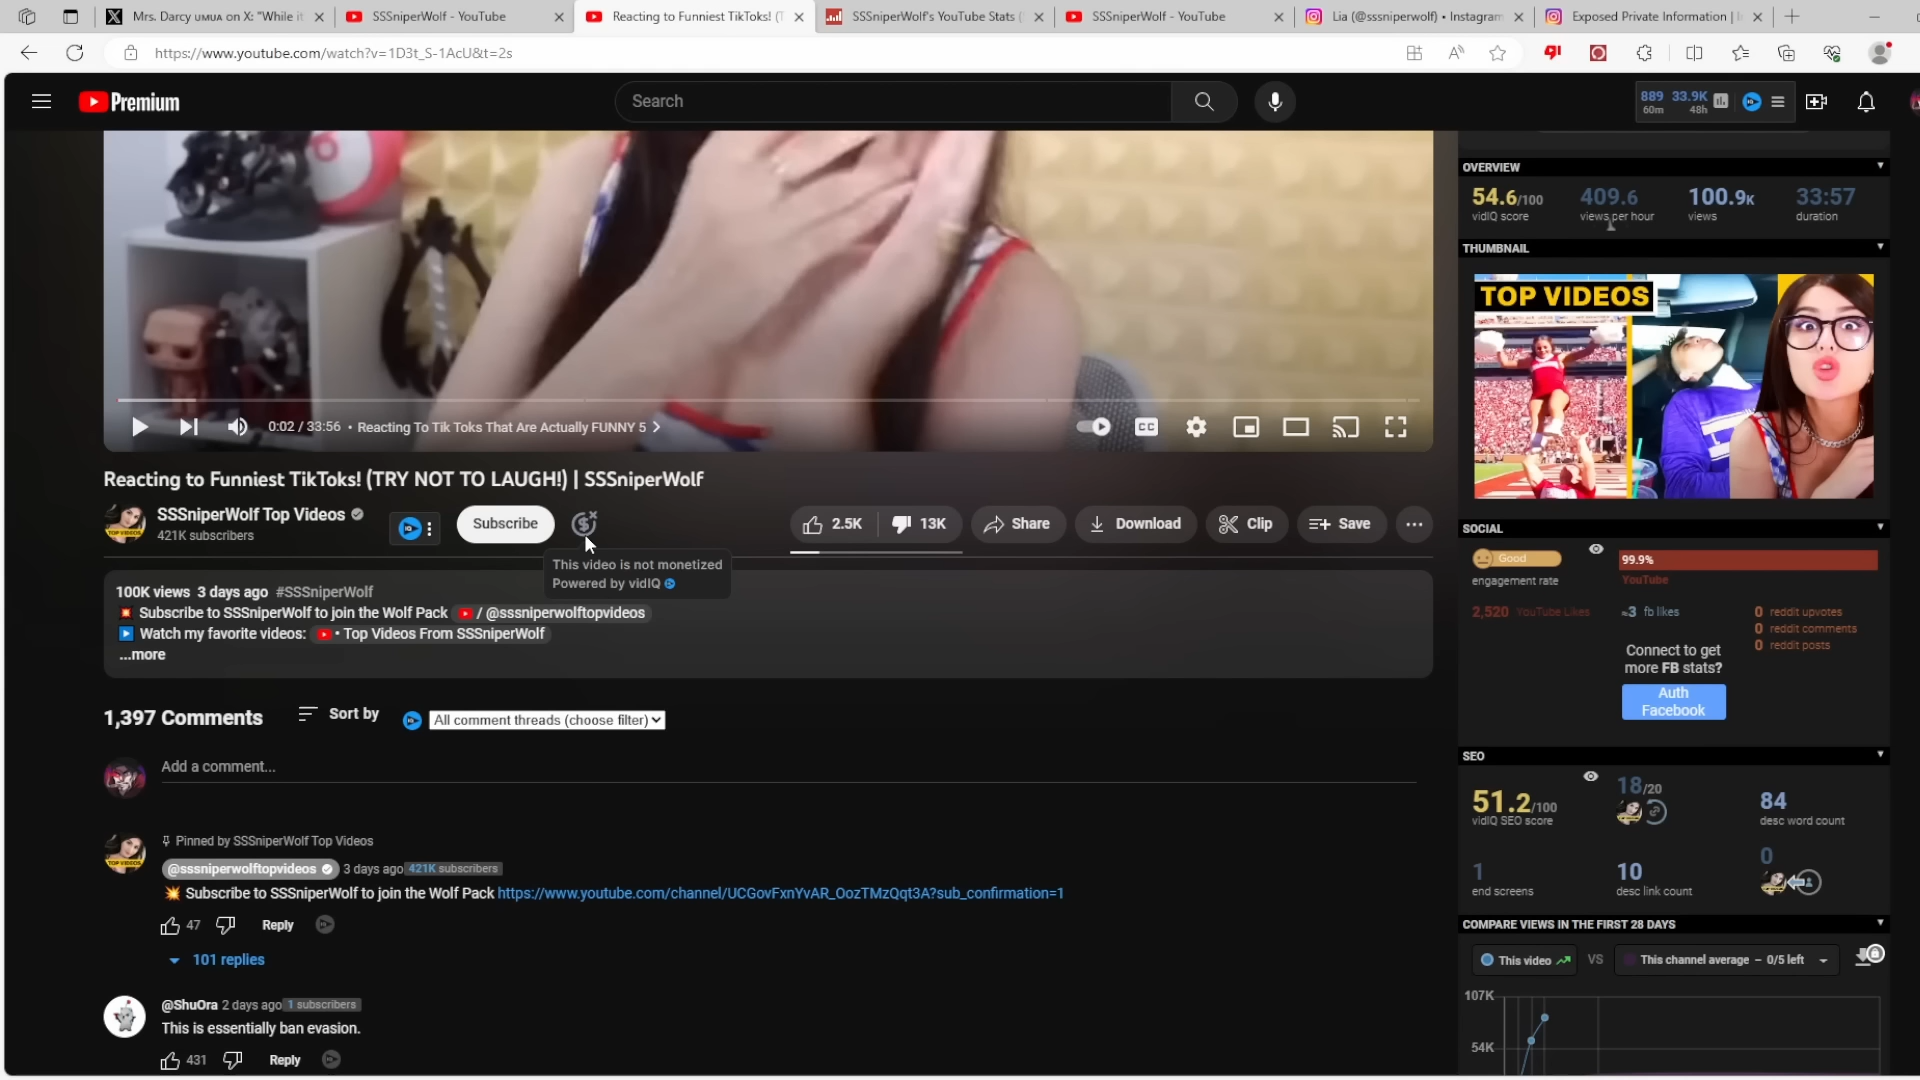 Mrs. Darcy UMUA on X: "While it
SSSniperWolf - YouTube
Reacting to Funniest TikToks! (T
SSSniperWolf's YouTube Stats (
SSSniperWolf - YouTube
Lia (@sssniperwolf) • Instagram
Exposed Private Information |
https://www.youtube.com/watch?v=1D3t_S-1AcU&t=2s
Premium
Search
889 33.9K
60m 48h
OVERVIEW
54.6/100 409.6 100.9K 33:57
vidIQ score views per hour views duration
THUMBNAIL
TOP VIDEOS
0:02 / 33:56 • Reacting To Tik Toks That Are Actually FUNNY 5
CC
Reacting to Funniest TikToks! (TRY NOT TO LAUGH!) | SSSniperWolf
SSSniperWolf Top Videos
421K subscribers
Subscribe
2.5K 13K Share Download Clip Save
This video is not monetized
Powered by vidIQ
100K views 3 days ago #SSSniperWolf
Subscribe to SSSniperWolf to join the Wolf Pack / @sssniperwolftopvideos
Watch my favorite videos: • Top Videos From SSSniperWolf
...more
SOCIAL
Good
engagement rate
99.9%
YouTube
2,520 YouTube Likes
≈3 fb likes
0 reddit upvotes
0 reddit comments
0 reddit posts
Connect to get
more FB stats?
Auth
Facebook
1,397 Comments Sort by All comment threads (choose filter)
Add a comment...
SEO
51.2/100 18/20 84
vidIQ SEO score desc word count
1 10 0
end screens desc link count
Pinned by SSSniperWolf Top Videos
@sssniperwolftopvideos 3 days ago 421K subscribers
Subscribe to SSSniperWolf to join the Wolf Pack https://www.youtube.com/channel/UCGovFxnYvAR_OozTMzQqt3A?sub_confirmation=1
47 Reply
101 replies
@ShuOra 2 days ago 1 subscribers
This is essentially ban evasion.
431 Reply
COMPARE VIEWS IN THE FIRST 28 DAYS
This video VS This channel average – 0/5 left
107K
54K